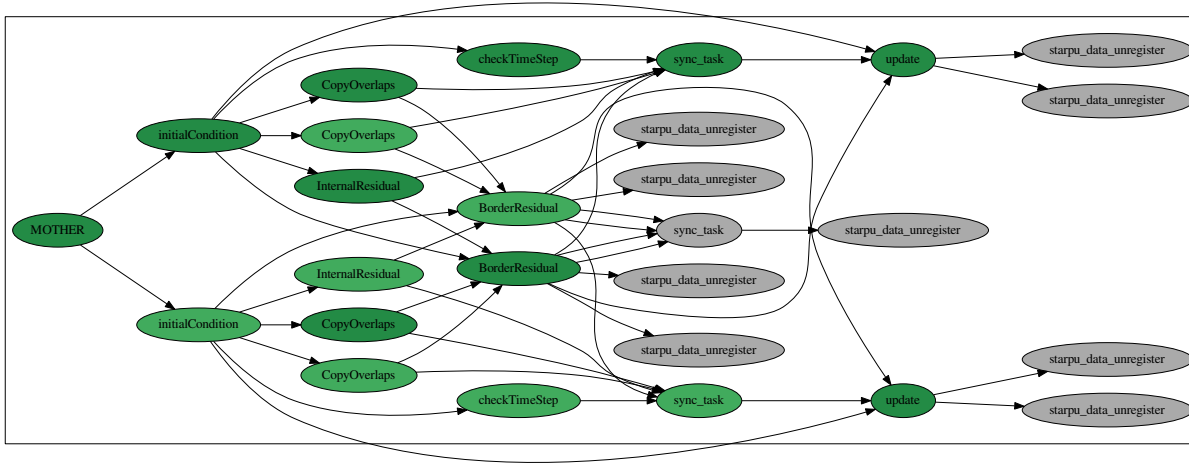 checkTimeStep
sync_task
update
starpu_data_unregister
CopyOverlaps
starpu_data_unregister
initialCondition
CopyOverlaps
starpu_data_unregister
InternalResidual
starpu_data_unregister
BorderResidual
MOTHER
sync_task
starpu_data_unregister
InternalResidual
BorderResidual
starpu_data_unregister
initialCondition
CopyOverlaps
starpu_data_unregister
CopyOverlaps
starpu_data_unregister
checkTimeStep
sync_task
update
starpu_data_unregister